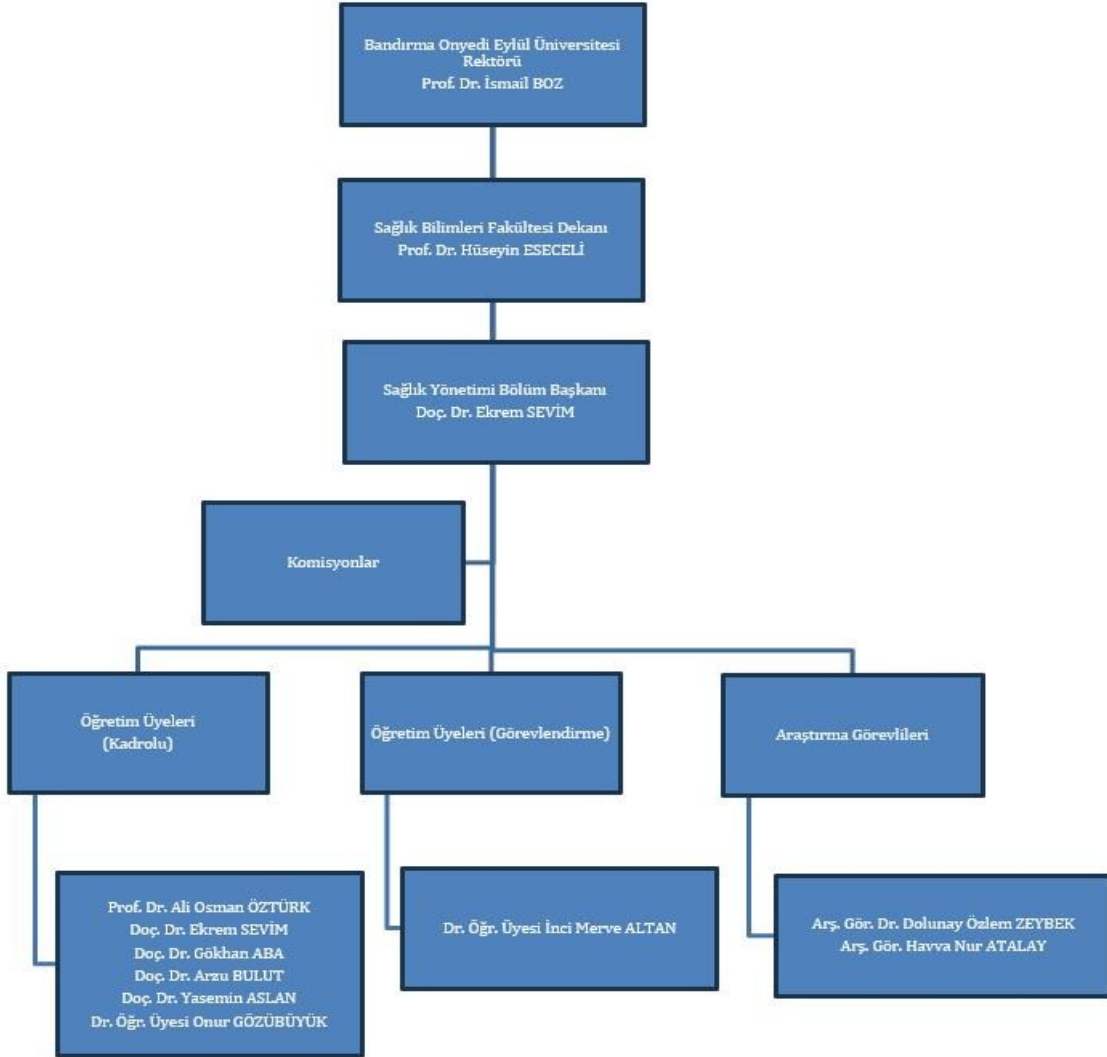 Bandırma Onyedi Eylül Üniversitesi
Rektörü
Prof. Dr. İsmail BOZ
Sağlık Bilimleri Fakültesi Dekanı
Prof. Dr. Hüseyin ESECELİ
Sağlık Yönetimi Bölüm Başkanı
Doç. Dr. Ekrem SEVİM
Komisyonlar
Öğretim Üyeleri
(Kadrolu)
Öğretim Üyeleri (Görevlendirme)
Araştırma Görevlileri
Prof. Dr. Ali Osman ÖZTÜRK
Doç. Dr. Ekrem SEVİM
Doç. Dr. Gökhan ABA
Doç. Dr. Arzu BULUT
Doç. Dr. Yasemin ASLAN
Dr. Öğr. Üyesi Onur GÖZÜBÜYÜK
Dr. Öğr. Üyesi İnci Merve ALTAN
Arş. Gör. Dr. Dolunay Özlem ZEYBEK
Arş. Gör. Havva Nur ATALAY